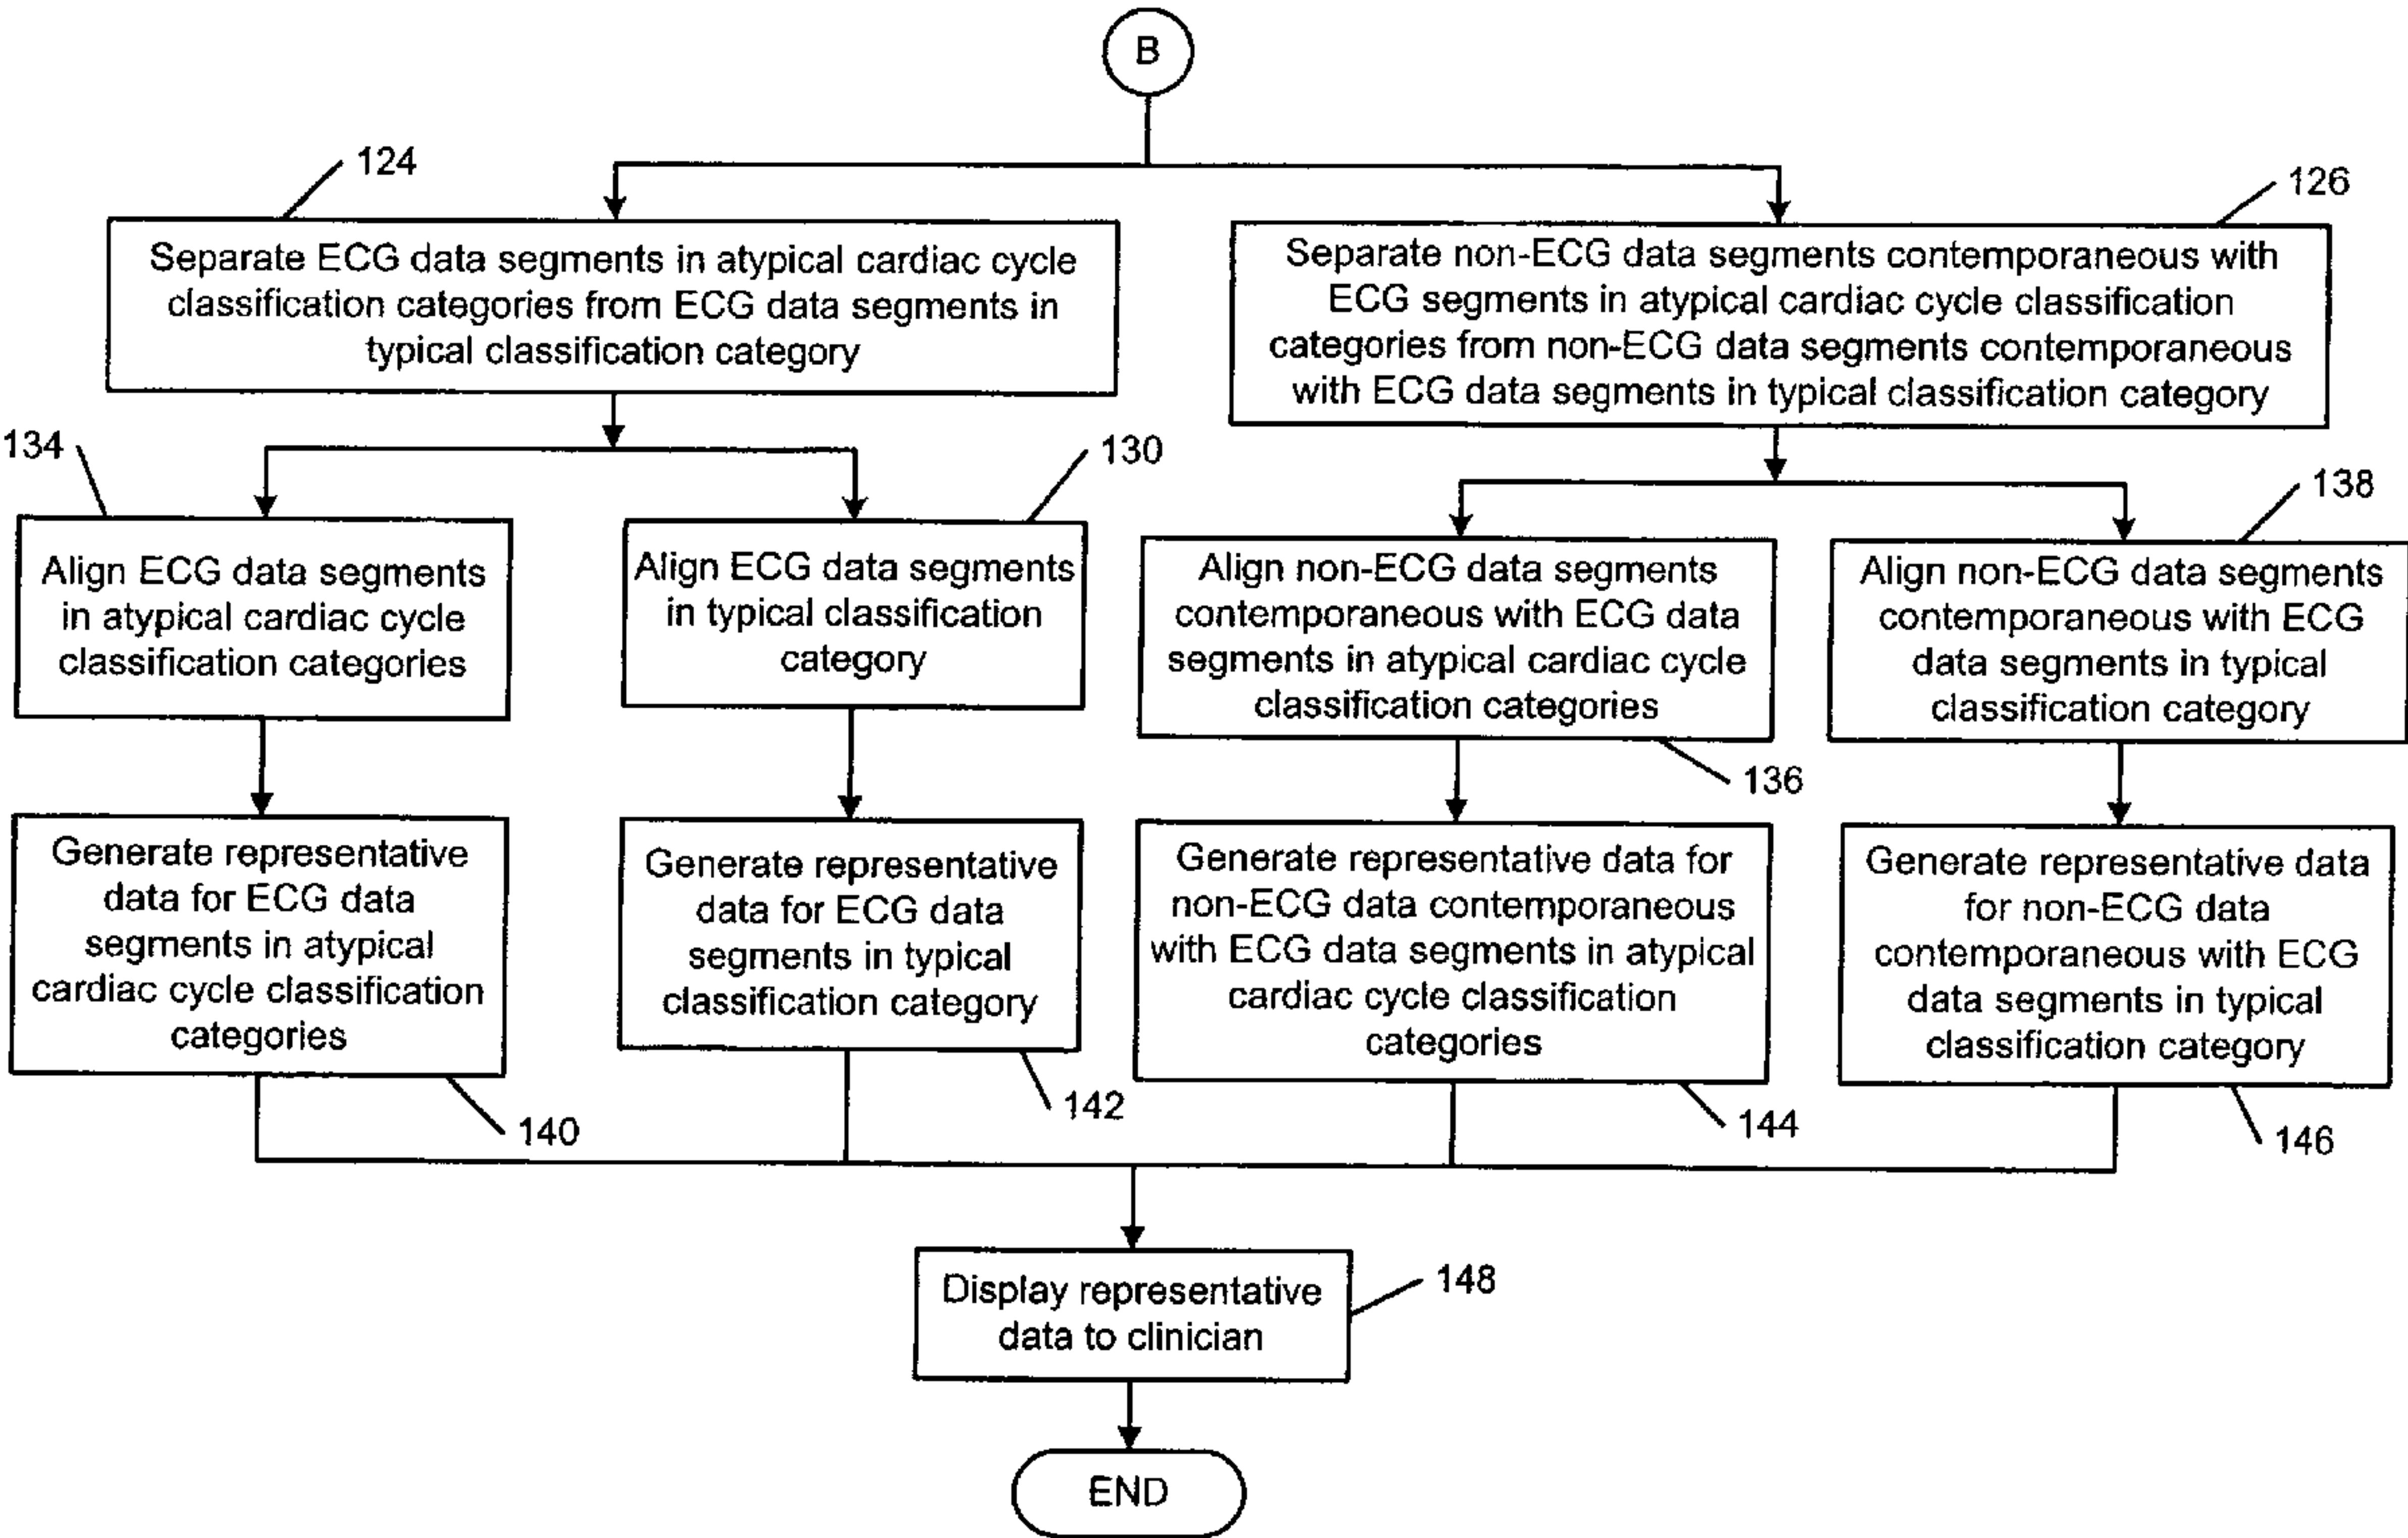 B
124
126
Separate ECG data segments in atypical cardiac cycle
classification categories from ECG data segments in
typical classification category
Separate non-ECG data segments contemporaneous with
ECG segments in atypical cardiac cycle classification
categories from non-ECG data segments contemporaneous
with ECG data segments in typical classification category
134
130
138
Align ECG data segments
in atypical cardiac cycle
classification categories
Align ECG data segments
in typical classification
category
Align non-ECG data segments
contemporaneous with ECG data
segments in atypical cardiac cycle
classification categories
Align non-ECG data segments
contemporaneous with ECG
data segments in typical
classification category
136
Generate representative
data for ECG data
segments in atypical
cardiac cycle classification
categories
Generate representative
data for ECG data
segments in typical
classification category
Generate representative data for
non-ECG data contemporaneous
with ECG data segments in atypical
cardiac cycle classification
categories
Generate representative data
for non-ECG data
contemporaneous with ECG
data segments in typical
classification category
140
142
144
146
Display representative
data to clinician
148
END